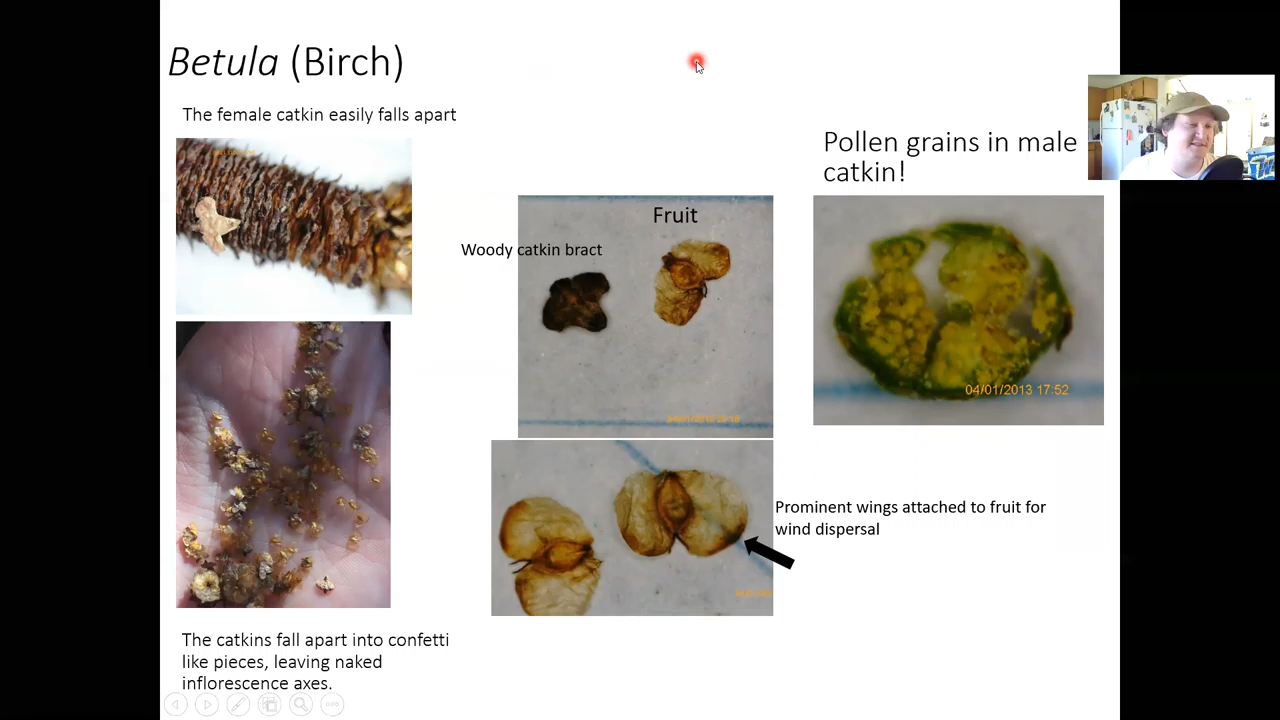 Betula (Birch)
The female catkin easily falls apart
Pollen grains in male
catkin!
Fruit
Woody catkin bract
04/01/2013 17:52
Prominent wings attached to fruit for
wind dispersal
The catkins fall apart into confetti
like pieces, leaving naked
inflorescence axes.